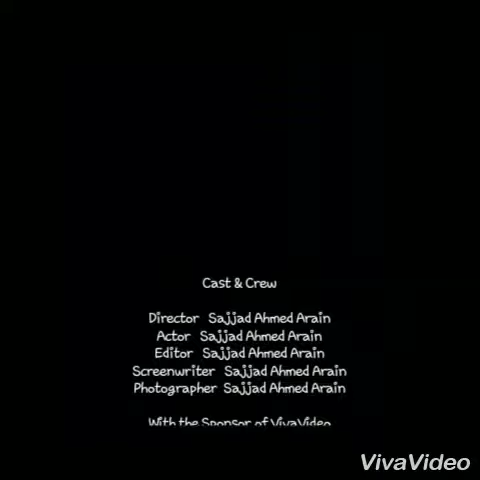 Cast & Crew
Director Sajjad Ahmed Arain
Actor Sajjad Ahmed Arain
Editor Sajjad Ahmed Arain
Screenwriter Sajjad Ahmed Arain
Photographer Sajjad Ahmed Arain
With the Sponsor of VivaVideo
VivaVideo